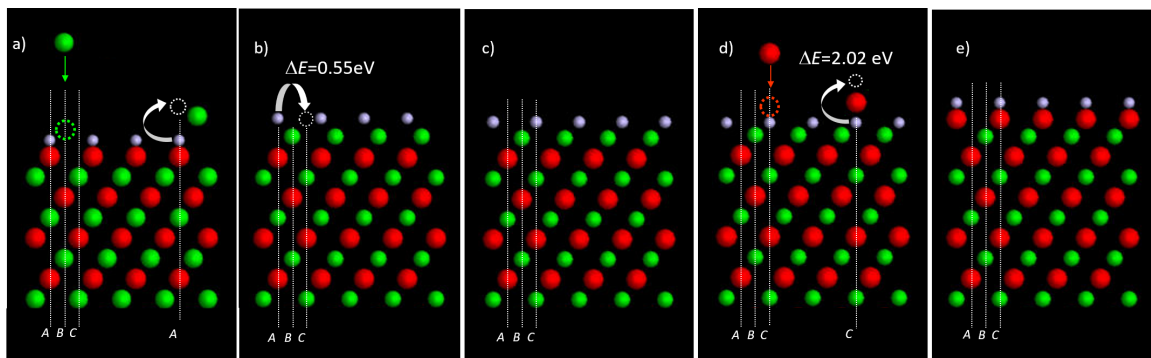 a)
A B C
A
b)
ΔE=0.55eV
A B C
c)
A B C
d)
ΔE=2.02 eV
A B C
C
e)
A B C